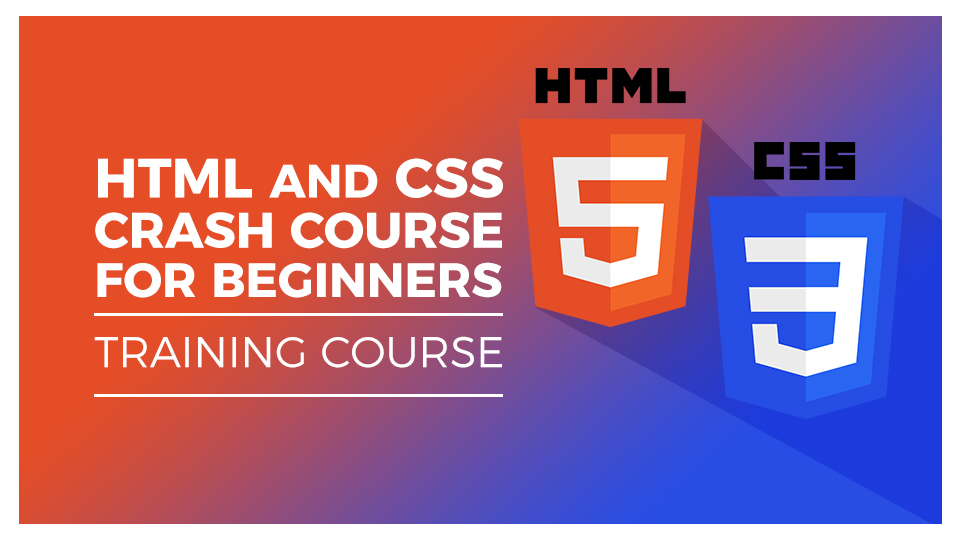 HTML AND CSS
CRASH COURSE
FOR BEGINNERS
TRAINING COURSE
HTML
5
CSS
3